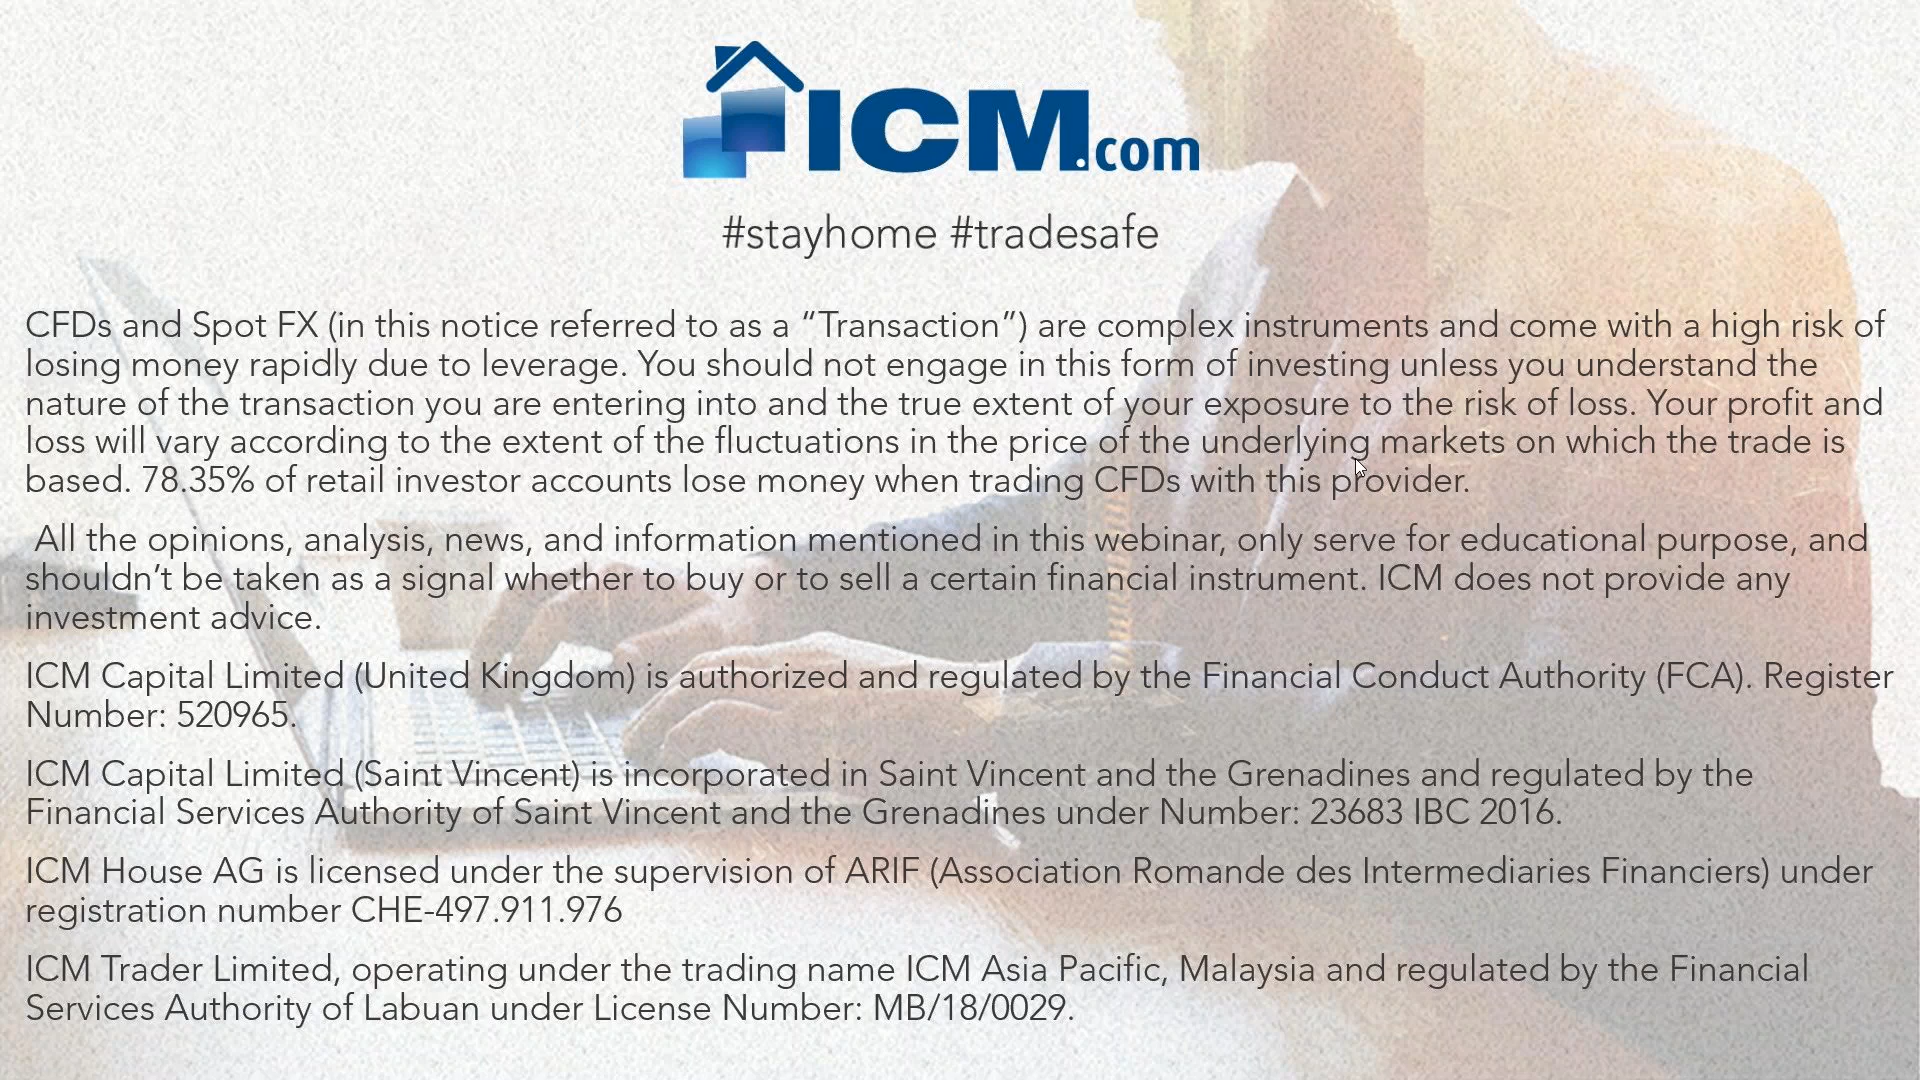 ICM.com
#stayhome #tradesafe
CFDs and Spot FX (in this notice referred to as a “Transaction”) are complex instruments and come with a high risk of
losing money rapidly due to leverage. You should not engage in this form of investing unless you understand the
nature of the transaction you are entering into and the true extent of your exposure to the risk of loss. Your profit and
loss will vary according to the extent of the fluctuations in the price of the underlying markets on which the trade is
based. 78.35% of retail investor accounts lose money when trading CFDs with this provider.
All the opinions, analysis, news, and information mentioned in this webinar, only serve for educational purpose, and
shouldn’t be taken as a signal whether to buy or to sell a certain financial instrument. ICM does not provide any
investment advice.
ICM Capital Limited (United Kingdom) is authorized and regulated by the Financial Conduct Authority (FCA). Register
Number: 520965.
ICM Capital Limited (Saint Vincent) is incorporated in Saint Vincent and the Grenadines and regulated by the
Financial Services Authority of Saint Vincent and the Grenadines under Number: 23683 IBC 2016.
ICM House AG is licensed under the supervision of ARIF (Association Romande des Intermediaries Financiers) under
registration number CHE-497.911.976
ICM Trader Limited, operating under the trading name ICM Asia Pacific, Malaysia and regulated by the Financial
Services Authority of Labuan under License Number: MB/18/0029.